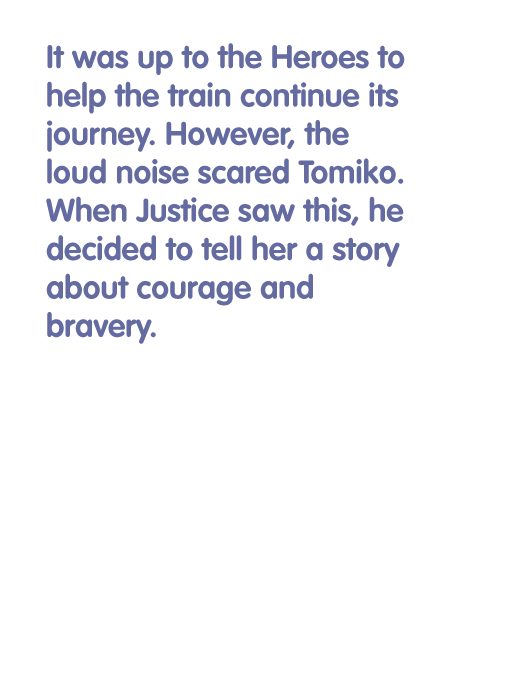 It was up to the Heroes to
help the train continue its
journey. However, the
loud noise scared Tomiko.
When Justice saw this, he
decided to tell her a story
about courage and
bravery.